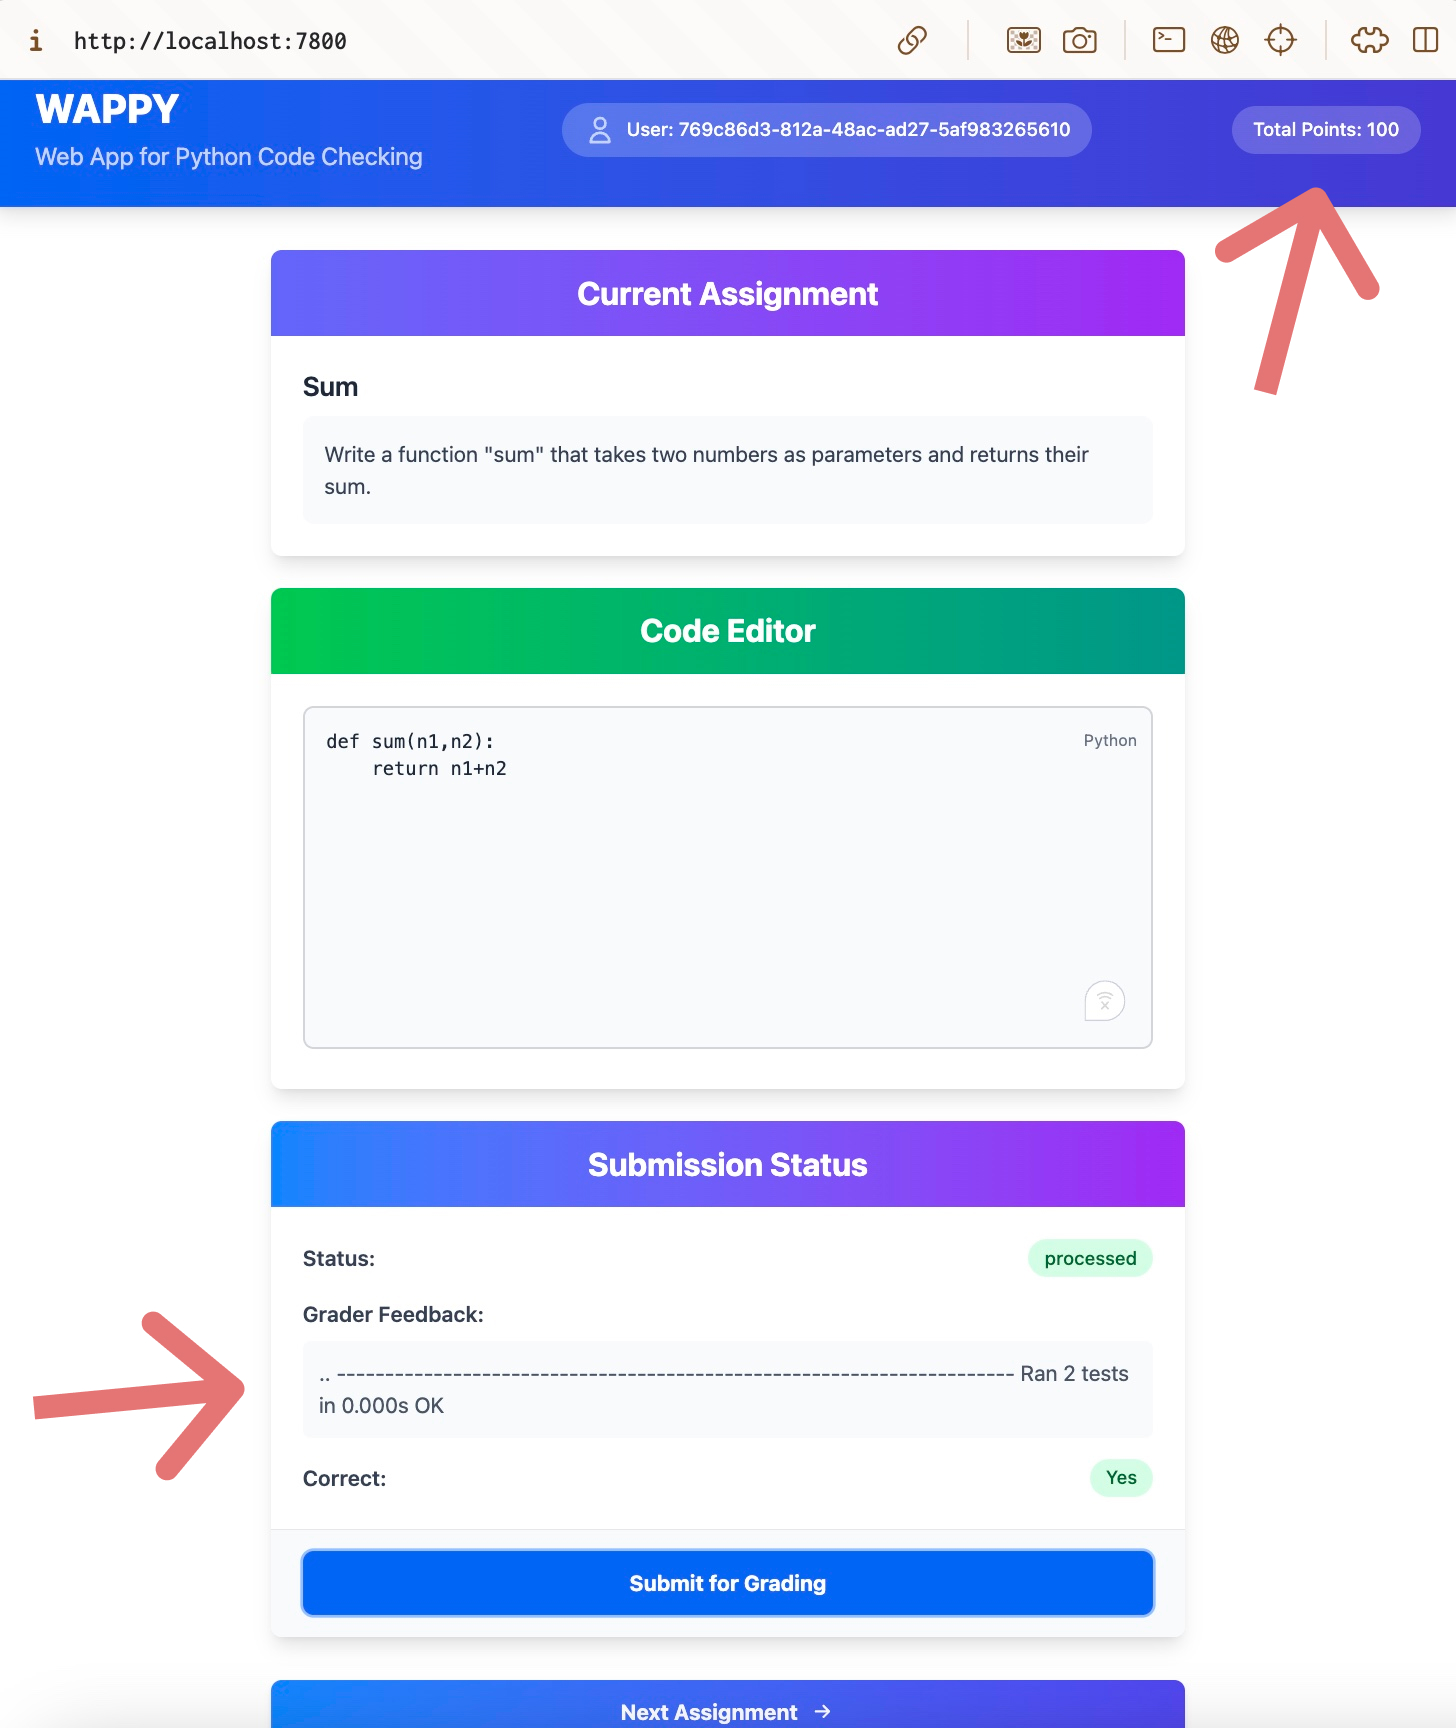 http://localhost:7800
WAPPY
Web App for Python Code Checking
User: 769c86d3-812a-48ac-ad27-5af983265610
Total Points: 100
Current Assignment
Sum
Write a function "sum" that takes two numbers as parameters and returns their
sum.
Code Editor
def sum(n1,n2):
    return n1+n2
Python
Submission Status
Status:
processed
Grader Feedback:
.. ---------------------------------------------------------------------- Ran 2 tests
in 0.000s OK
Correct:
Yes
Submit for Grading
Next Assignment →